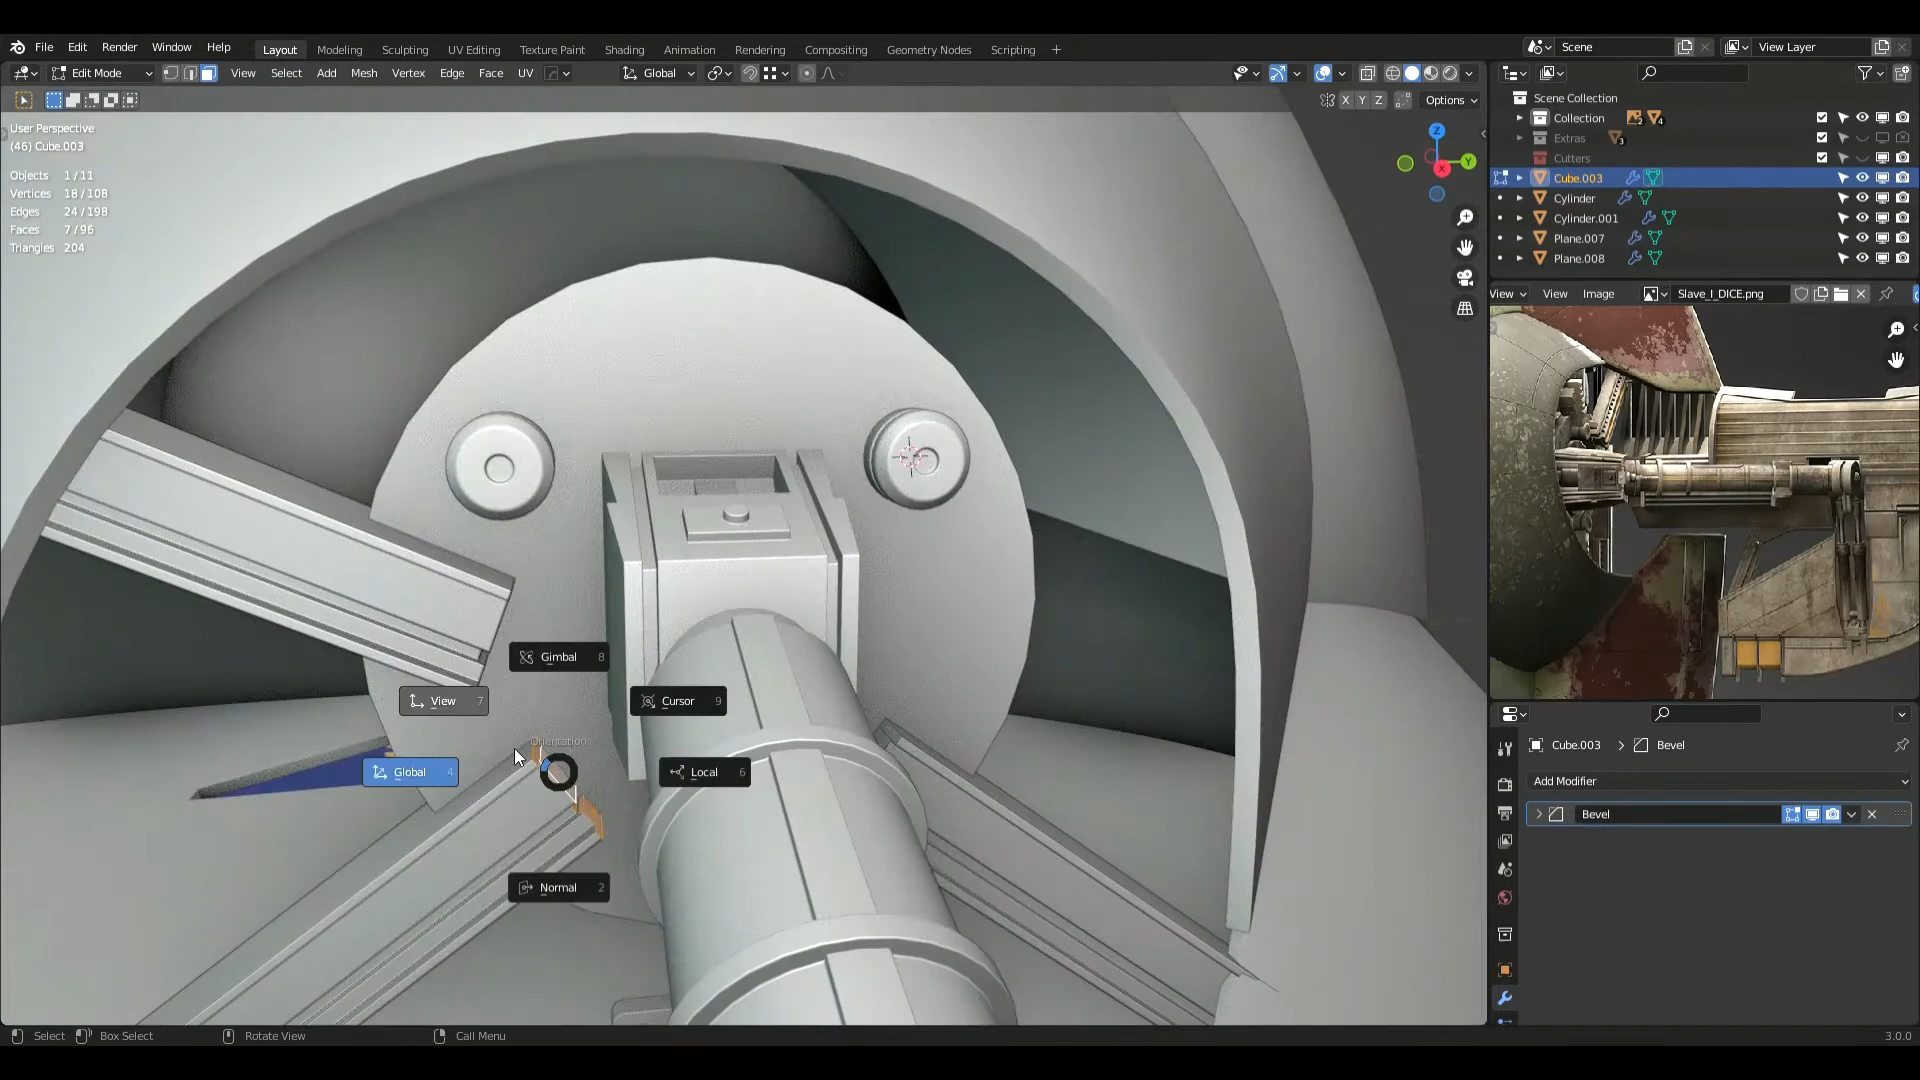 File Edit Render Window Help
Layout Modeling Sculpting UV Editing Texture Paint Shading Animation Rendering Compositing Geometry Nodes Scripting +
Scene
View Layer
Edit Mode
View Select Add Mesh Vertex Edge Face UV
Global
X Y Z
Options
User Perspective
(46) Cube.003
Objects 1/11
Vertices 18/108
Edges 24/198
Faces 7/96
Triangles 204
Z
Y
X
Scene Collection
Collection 2 4
Extras 3
Cutters
Cube.003
Cylinder
Cylinder.001
Plane.007
Plane.008
View View Image Slave_I_DICE.png
Gimbal 8
View 7
Cursor 9
Orientation
Global 4
Local 6
Normal 2
Cube.003 > Bevel
Add Modifier
Bevel
Select Box Select Rotate View Call Menu
3.0.0